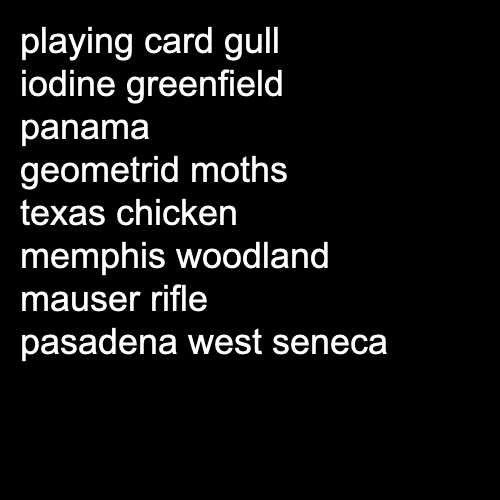 playing card gull
iodine greenfield
panama
geometrid moths
texas chicken
memphis woodland
mauser rifle
pasadena west seneca